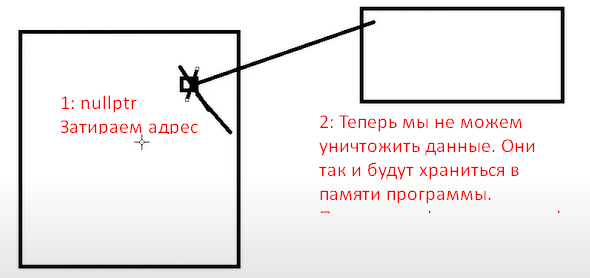 1: nullptr
Затираем адрес
2: Теперь мы не можем
уничтожить данные. Они
так и будут храниться в
памяти программы.